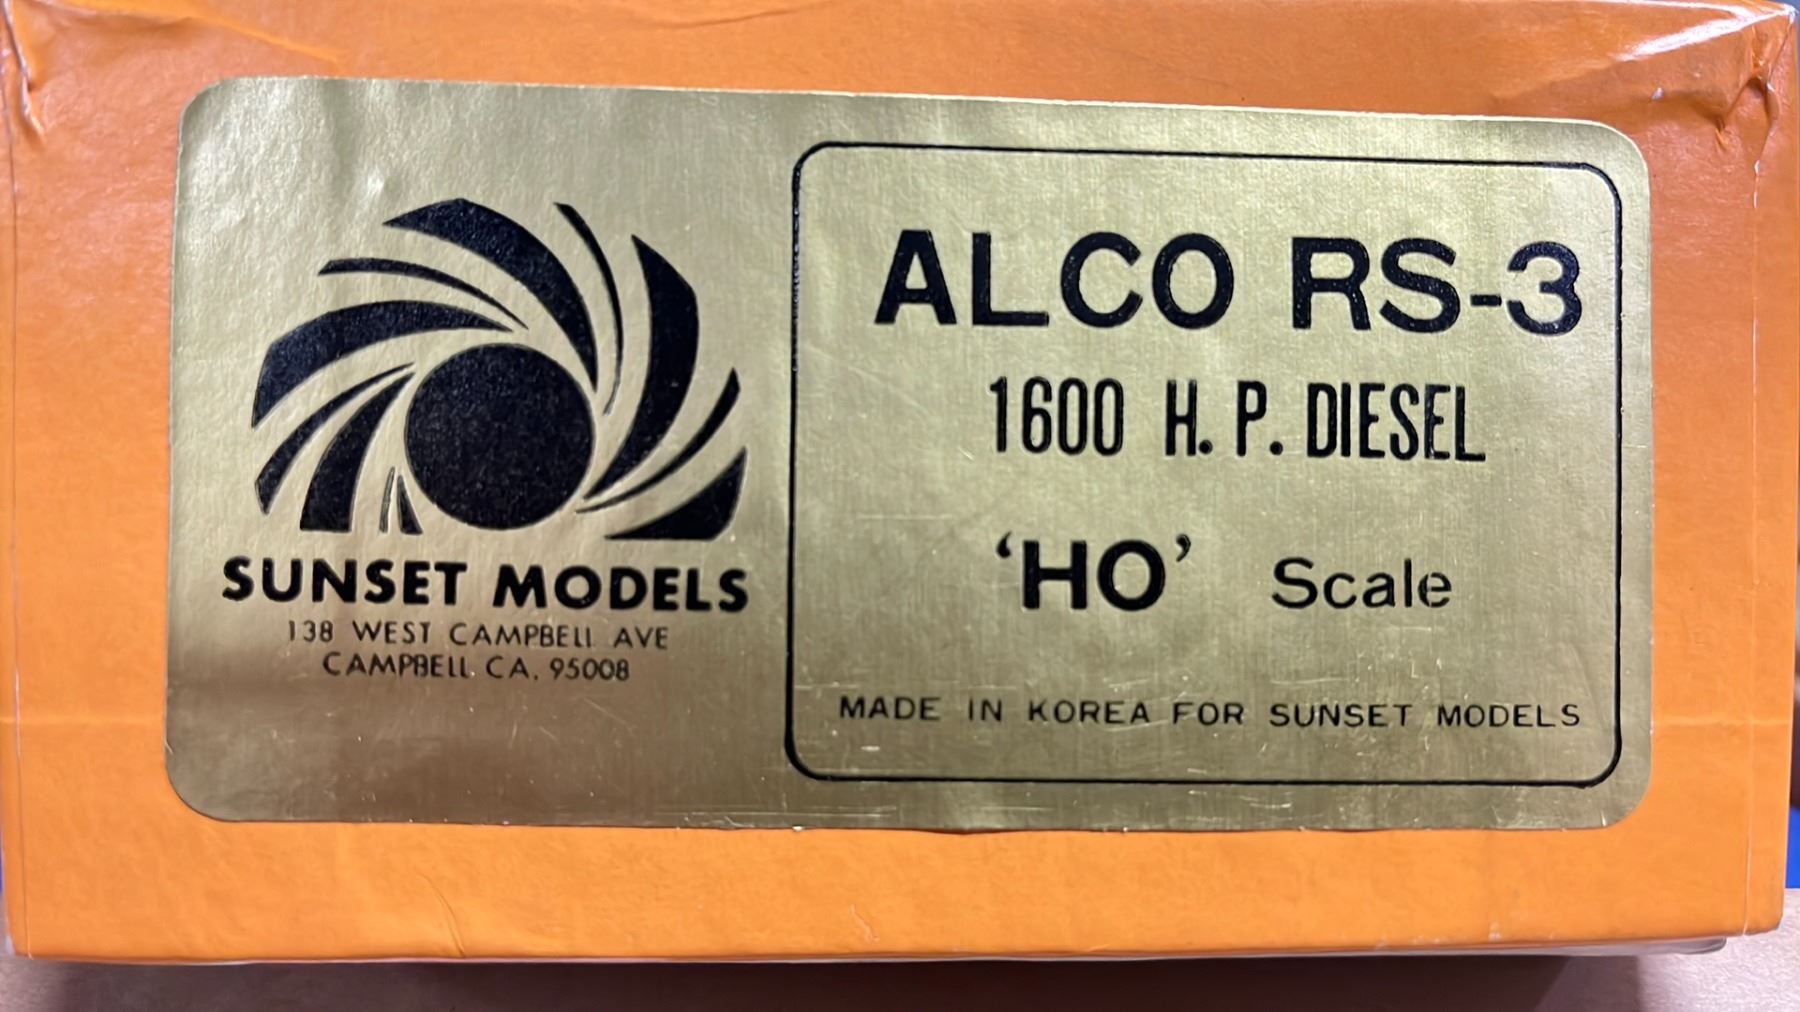 SUNSET MODELS
138 WEST CAMPBELL AVE
CAMPBELL CA. 95008
ALCO RS-3
1600 H. P. DIESEL
‘HO’ Scale
MADE IN KOREA FOR SUNSET MODELS